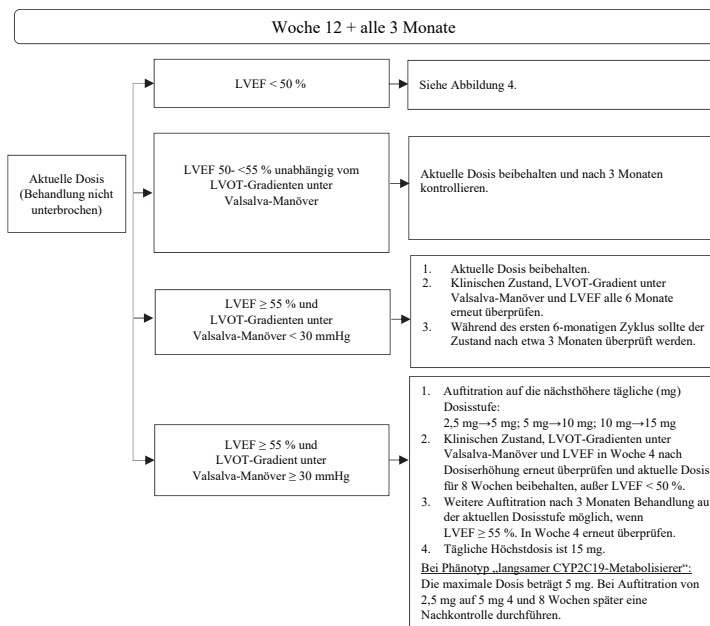 Woche 12 + alle 3 Monate
LVEF < 50 %
Siehe Abbildung 4.
Aktuelle Dosis
(Behandlung nicht
unterbrochen)
LVEF 50- <55 % unabhängig vom
LVOT-Gradienten unter
Valsalva-Manöver
Aktuelle Dosis beibehalten und nach 3 Monaten
kontrollieren.
LVEF ≥ 55 % und
LVOT-Gradienten unter
Valsalva-Manöver < 30 mmHg
1. Aktuelle Dosis beibehalten.
2. Klinischen Zustand, LVOT-Gradient unter
Valsalva-Manöver und LVEF alle 6 Monate
erneut überprüfen.
3. Während des ersten 6-monatigen Zyklus sollte der
Zustand nach etwa 3 Monaten überprüft werden.
LVEF ≥ 55 % und
LVOT-Gradient unter
Valsalva-Manöver ≥ 30 mmHg
1. Auftitration auf die nächsthöhere tägliche (mg)
Dosisstufe:
2,5 mg→5 mg; 5 mg→10 mg; 10 mg→15 mg
2. Klinischen Zustand, LVOT-Gradienten unter
Valsalva-Manöver und LVEF in Woche 4 nach
Dosiserhöhung erneut überprüfen und aktuelle Dosis
für 8 Wochen beibehalten, außer LVEF < 50 %.
3. Weitere Auftitration nach 3 Monaten Behandlung au
der aktuellen Dosisstufe möglich, wenn
LVEF ≥ 55 %. In Woche 4 erneut überprüfen.
4. Tägliche Höchstdosis ist 15 mg.
Bei Phänotyp „langsamer CYP2C19-Metabolisierer“:
Die maximale Dosis beträgt 5 mg. Bei Auftitration von
2,5 mg auf 5 mg 4 und 8 Wochen später eine
Nachkontrolle durchführen.